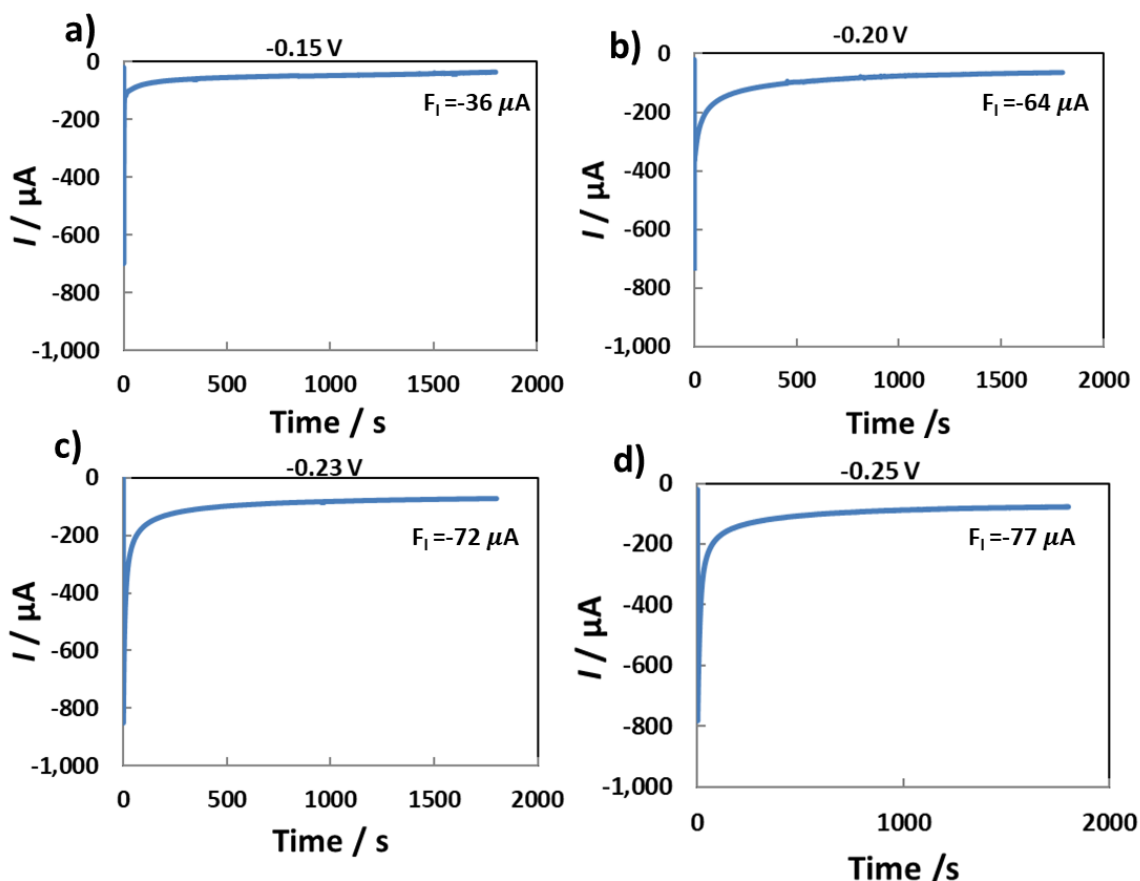 a)
-0.15 V
0
-200
-400
-600
-800
-1,000
I / µA
F_I =-36 µA
0 500 1000 1500 2000
Time / s
b)
-0.20 V
0
-200
-400
-600
-800
-1,000
I / µA
F_I =-64 µA
0 500 1000 1500 2000
Time /s
c)
-0.23 V
0
-200
-400
-600
-800
-1,000
I / µA
F_I =-72 µA
0 500 1000 1500 2000
Time / s
d)
-0.25 V
0
-200
-400
-600
-800
-1,000
I / µA
F_I =-77 µA
0 1000 2000
Time /s